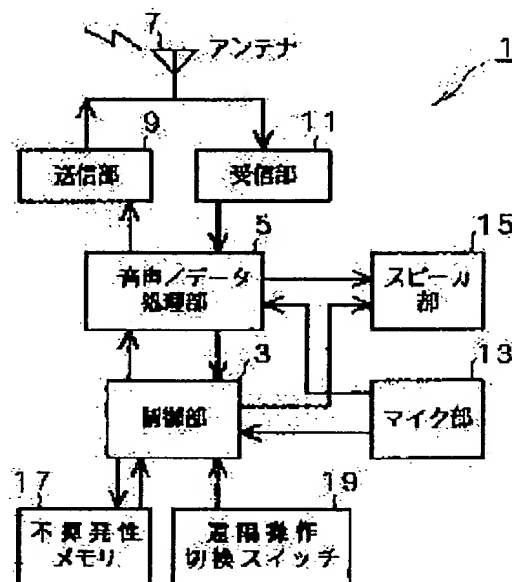 7
アンテナ
1
9
11
送信部
受信部
5
15
音声/データ
処理部
スピーカ
部
3
13
制御部
マイク部
17
19
不揮発性
メモリ
遠隔操作
切換スイッチ